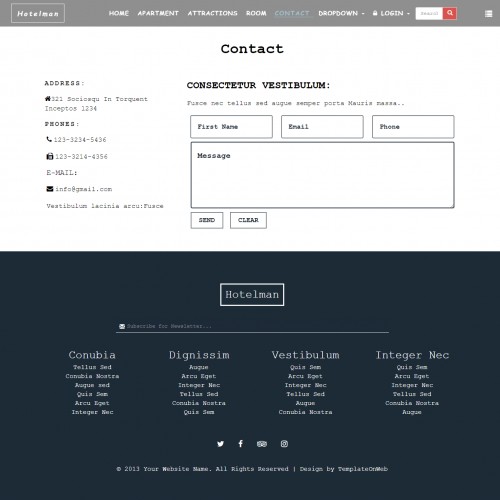 Hotelman
HOME APARTMENT ATTRACTIONS ROOM CONTACT DROPDOWN LOGIN Search
Contact
ADDRESS:
321 Sociosqu In Torquent
Inceptos 1234
PHONES:
123-3234-5436
123-3214-4356
E-MAIL:
info@gmail.com
Vestibulum lacinia arcu:Fusce
CONSECTETUR VESTIBULUM:
Fusce nec tellus sed augue semper porta Mauris massa..
First Name Email Phone
Message
SEND CLEAR
Hotelman
Subscribe for Newsletter...
Conubia
Tellus Sed
Conubia Nostra
Augue sed
Quis Sem
Arcu Eget
Integer Nec
Dignissim
Augue
Arcu Eget
Integer Nec
Tellus Sed
Conubia Nostra
Quis Sem
Vestibulum
Quis Sem
Arcu Eget
Integer Nec
Tellus Sed
Augue
Conubia Nostra
Integer Nec
Quis Sem
Arcu Eget
Integer Nec
Tellus Sed
Conubia Nostra
Augue
© 2013 Your Website Name. All Rights Reserved | Design by TemplateOnWeb